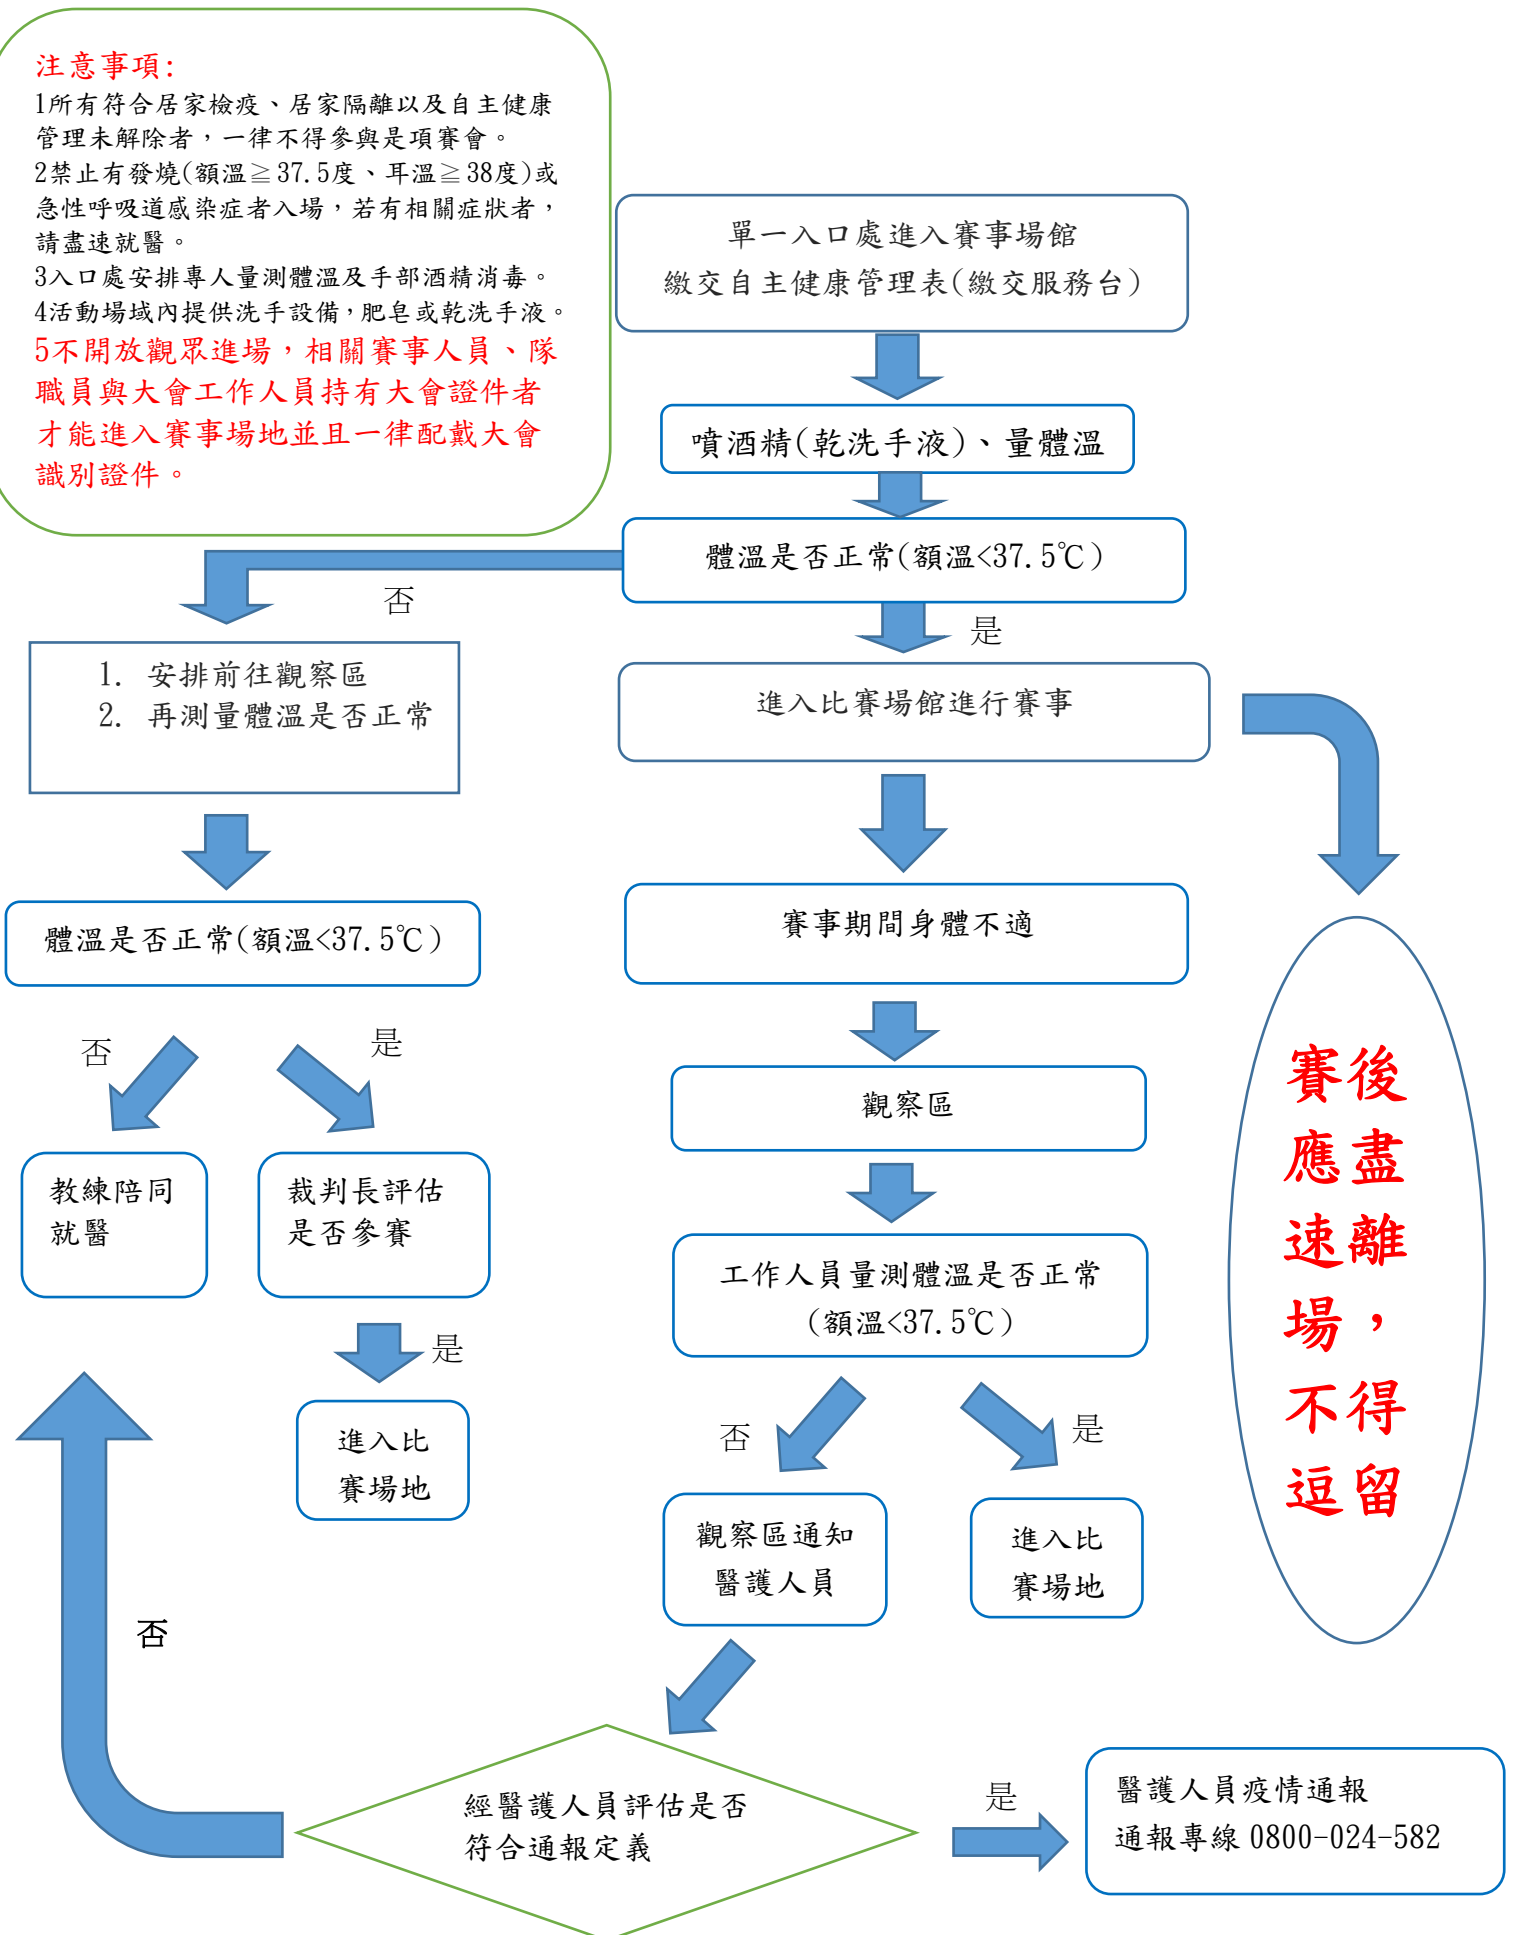 注意事項:
1所有符合居家檢疫、居家隔離以及自主健康
管理未解除者，一律不得參與是項賽會。
2禁止有發燒(額溫≧37.5度、耳溫≧38度)或
急性呼吸道感染症者入場，若有相關症狀者，
請盡速就醫。
3入口處安排專人量測體溫及手部酒精消毒。
4活動場域內提供洗手設備，肥皂或乾洗手液。
5不開放觀眾進場，相關賽事人員、隊
職員與大會工作人員持有大會證件者
才能進入賽事場地並且一律配戴大會
識別證件。
單一入口處進入賽事場館
繳交自主健康管理表(繳交服務台)
噴酒精(乾洗手液)、量體溫
體溫是否正常(額溫<37.5℃)
否
是
1. 安排前往觀察區
2. 再測量體溫是否正常
進入比賽場館進行賽事
體溫是否正常(額溫<37.5℃)
賽事期間身體不適
否
是
觀察區
教練陪同
就醫
裁判長評估
是否參賽
工作人員量測體溫是否正常
(額溫<37.5℃)
是
進入比
賽場地
否
是
觀察區通知
醫護人員
進入比
賽場地
賽後
應盡
速離
場，
不得
逗留
否
經醫護人員評估是否
符合通報定義
是
醫護人員疫情通報
通報專線 0800-024-582